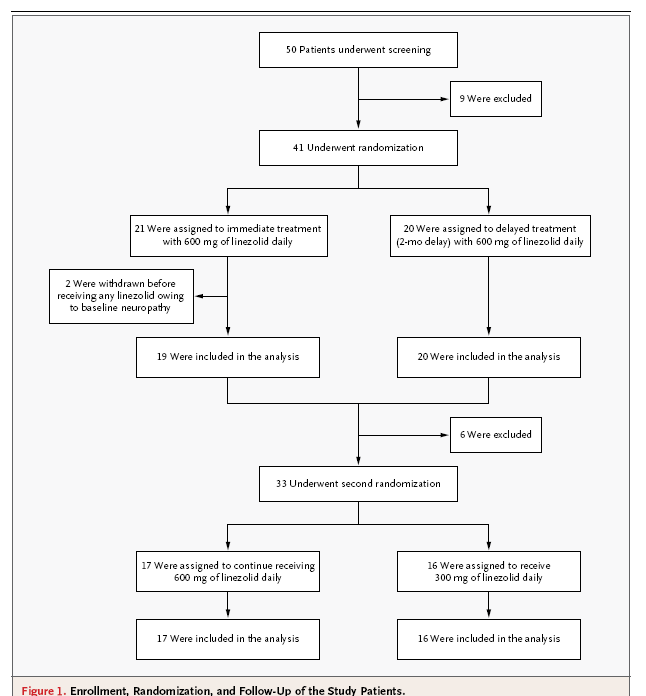 50 Patients underwent screening
9 Were excluded
41 Underwent randomization
21 Were assigned to immediate treatment
with 600 mg of linezolid daily
20 Were assigned to delayed treatment
(2-mo delay) with 600 mg of linezolid daily
2 Were withdrawn before
receiving any linezolid owing
to baseline neuropathy
19 Were included in the analysis
20 Were included in the analysis
6 Were excluded
33 Underwent second randomization
17 Were assigned to continue receiving
600 mg of linezolid daily
16 Were assigned to receive
300 mg of linezolid daily
17 Were included in the analysis
16 Were included in the analysis
Figure 1. Enrollment, Randomization, and Follow-Up of the Study Patients.